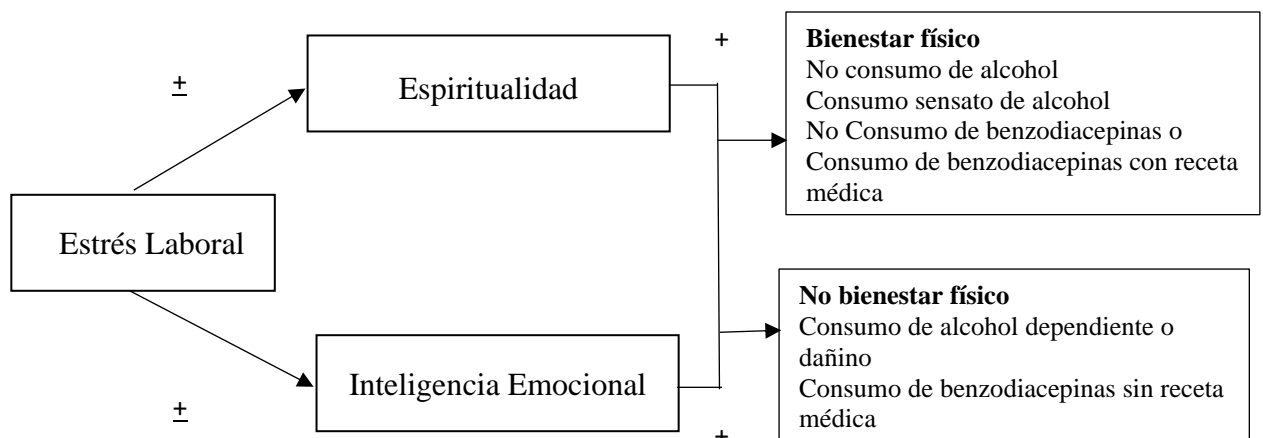 +
Bienestar físico
No consumo de alcohol
Consumo sensato de alcohol
No Consumo de benzodiacepinas o
Consumo de benzodiacepinas con receta
médica
±
Espiritualidad
Estrés Laboral
No bienestar físico
Consumo de alcohol dependiente o
dañino
Consumo de benzodiacepinas sin receta
médica
Inteligencia Emocional
±
+